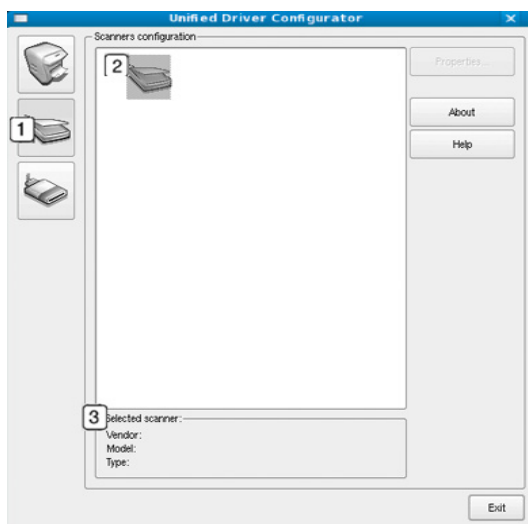 Unified Driver Configurator
Scanners configuration
2
Properties...
1
About
Help
3
Selected scanner:
Vendor:
Model:
Type:
Exit